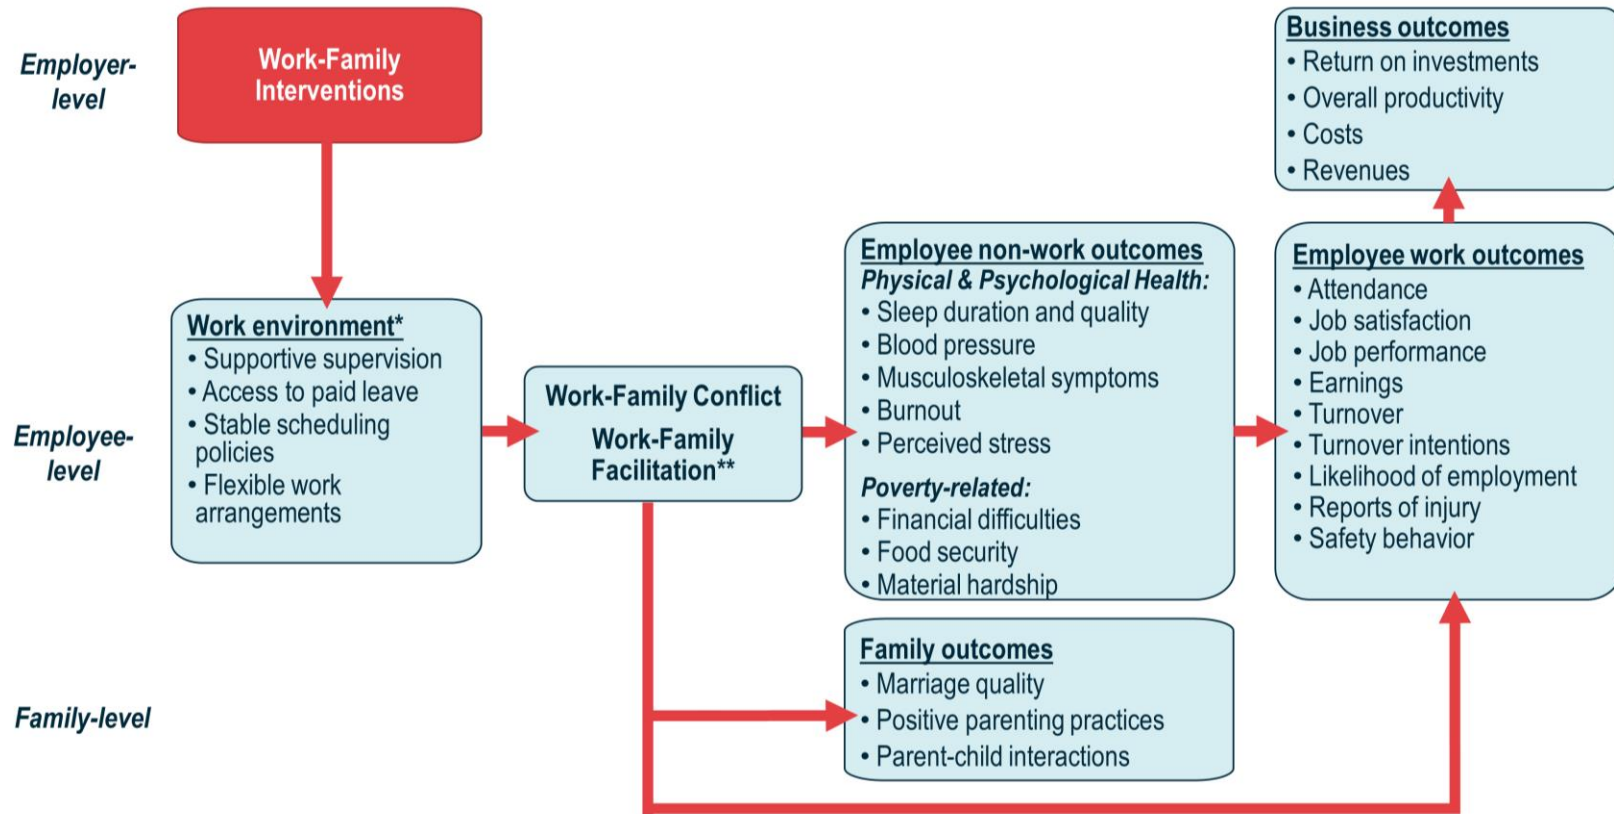 Employer-
level
Work-Family
Interventions
Business outcomes
• Return on investments
• Overall productivity
• Costs
• Revenues
Employee-
level
Work environment*
• Supportive supervision
• Access to paid leave
• Stable scheduling
policies
• Flexible work
arrangements
Work-Family Conflict
Work-Family
Facilitation**
Employee non-work outcomes
Physical & Psychological Health:
• Sleep duration and quality
• Blood pressure
• Musculoskeletal symptoms
• Burnout
• Perceived stress
Poverty-related:
• Financial difficulties
• Food security
• Material hardship
Employee work outcomes
• Attendance
• Job satisfaction
• Job performance
• Earnings
• Turnover
• Turnover intentions
• Likelihood of employment
• Reports of injury
• Safety behavior
Family-level
Family outcomes
• Marriage quality
• Positive parenting practices
• Parent-child interactions